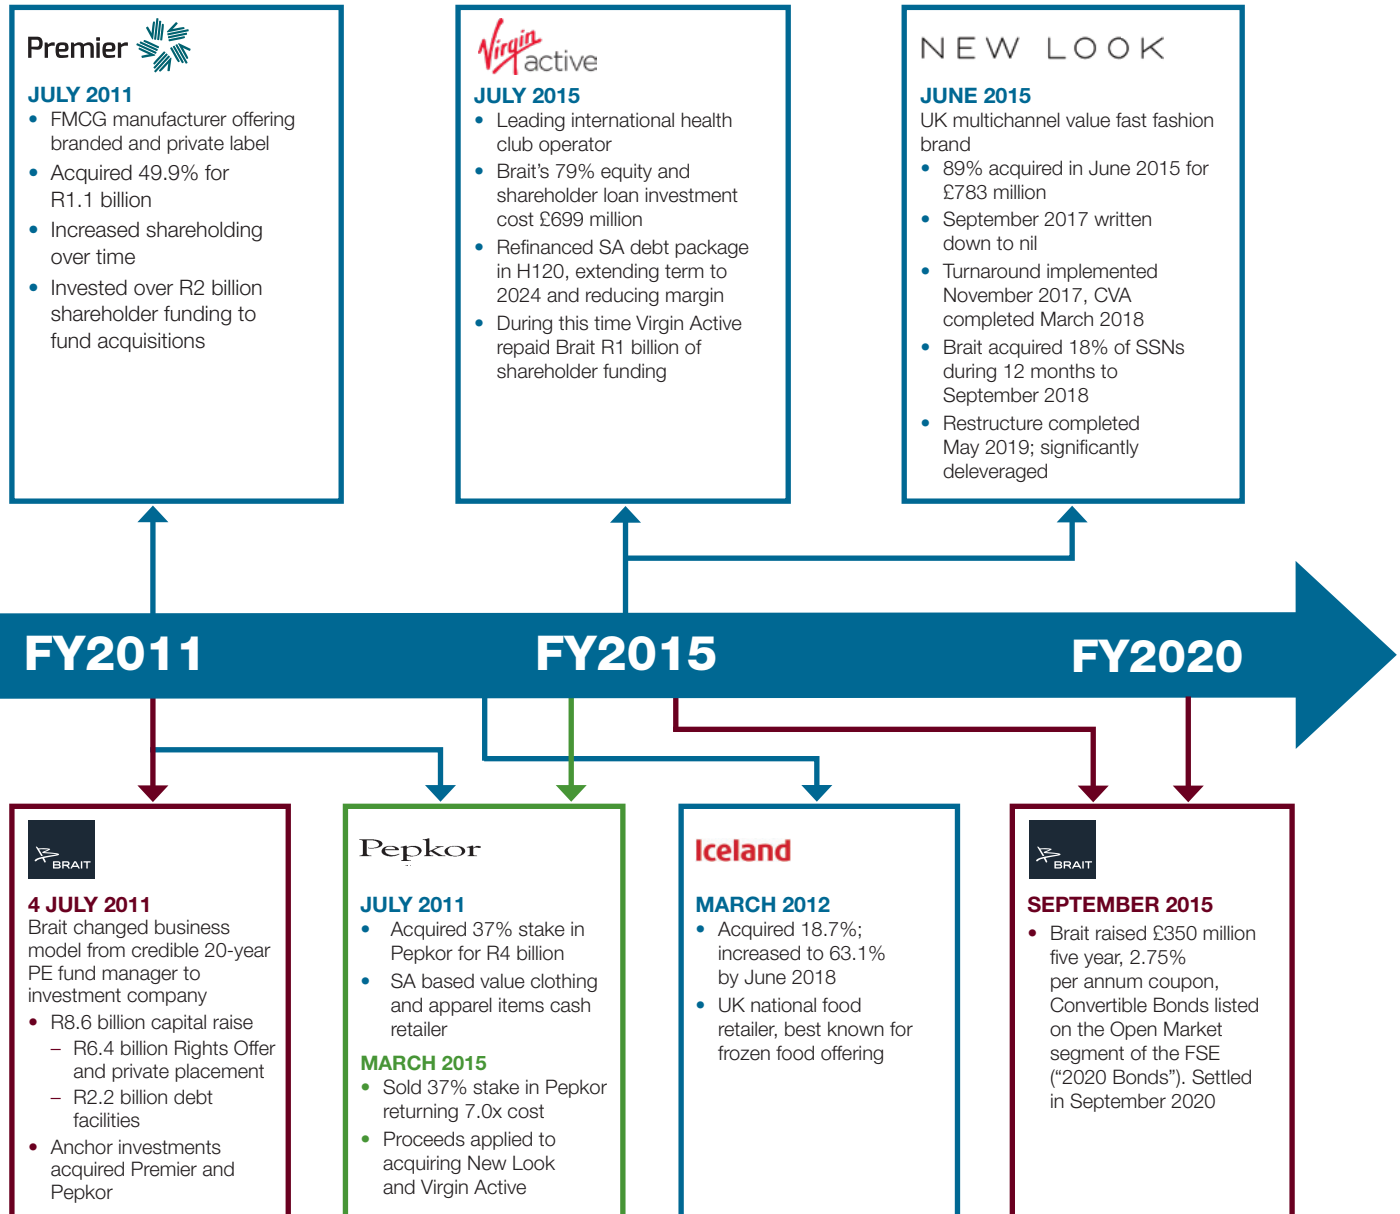 Premier
JULY 2011
• FMCG manufacturer offering
branded and private label
• Acquired 49.9% for
R1.1 billion
• Increased shareholding
over time
• Invested over R2 billion
shareholder funding to
fund acquisitions
Virgin
active
JULY 2015
• Leading international health
club operator
• Brait’s 79% equity and
shareholder loan investment
cost £699 million
• Refinanced SA debt package
in H120, extending term to
2024 and reducing margin
• During this time Virgin Active
repaid Brait R1 billion of
shareholder funding
NEW LOOK
JUNE 2015
UK multichannel value fast fashion
brand
• 89% acquired in June 2015 for
£783 million
• September 2017 written
down to nil
• Turnaround implemented
November 2017, CVA
completed March 2018
• Brait acquired 18% of SSNs
during 12 months to
September 2018
• Restructure completed
May 2019; significantly
deleveraged
FY2011
FY2015
FY2020
BRAIT
4 JULY 2011
Brait changed business
model from credible 20-year
PE fund manager to
investment company
• R8.6 billion capital raise
– R6.4 billion Rights Offer
and private placement
– R2.2 billion debt
facilities
• Anchor investments
acquired Premier and
Pepkor
Pepkor
JULY 2011
• Acquired 37% stake in
Pepkor for R4 billion
• SA based value clothing
and apparel items cash
retailer
MARCH 2015
• Sold 37% stake in Pepkor
returning 7.0x cost
• Proceeds applied to
acquiring New Look
and Virgin Active
Iceland
MARCH 2012
• Acquired 18.7%;
increased to 63.1%
by June 2018
• UK national food
retailer, best known for
frozen food offering
BRAIT
SEPTEMBER 2015
• Brait raised £350 million
five year, 2.75%
per annum coupon,
Convertible Bonds listed
on the Open Market
segment of the FSE
(“2020 Bonds”). Settled
in September 2020